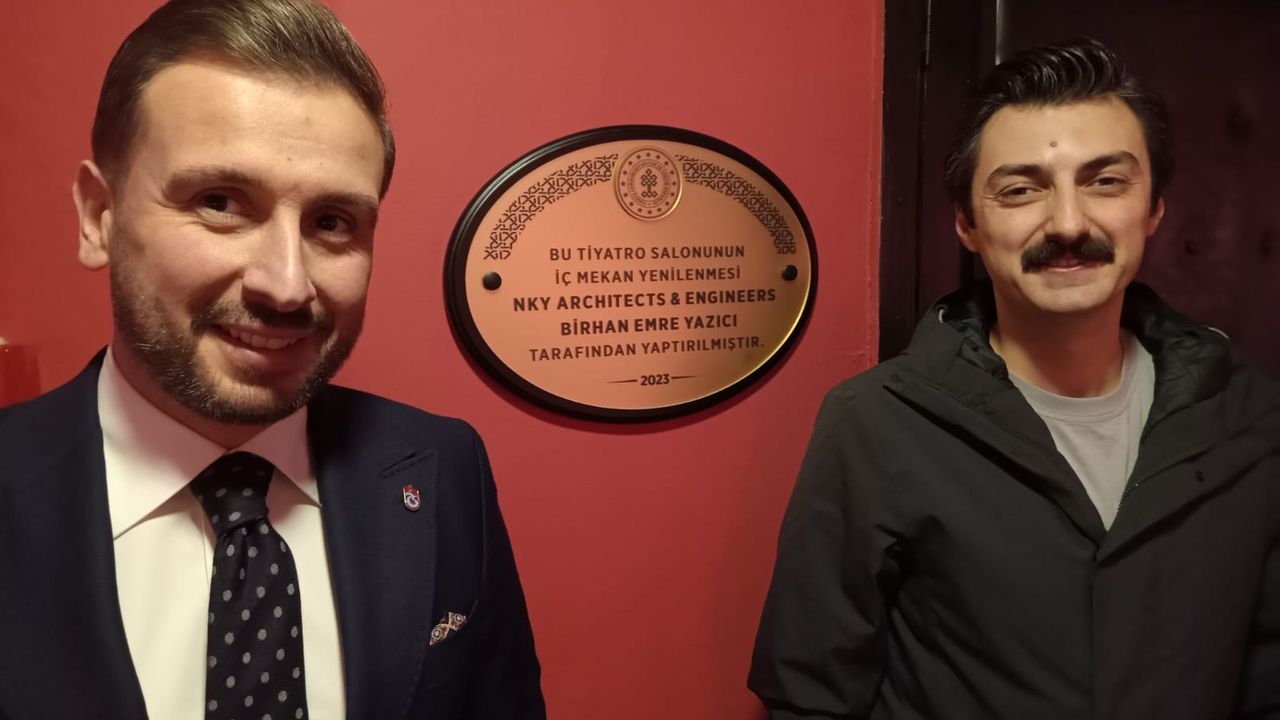 BU TİYATRO SALONUNUN
İÇ MEKAN YENİLENMESİ
NKY ARCHITECTS & ENGINEERS
BİRHAN EMRE YAZICI
TARAFINDAN YAPTIRILMIŞTIR.
2023